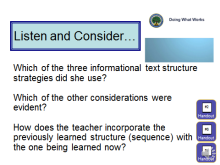 Doing What Works
Listen and Consider…
Which of the three informational text structure
strategies did she use?
Which of the other considerations were
evident?
How does the teacher incorporate the
previously learned structure (sequence) with
the one being learned now?
Handout
Handout
Handout